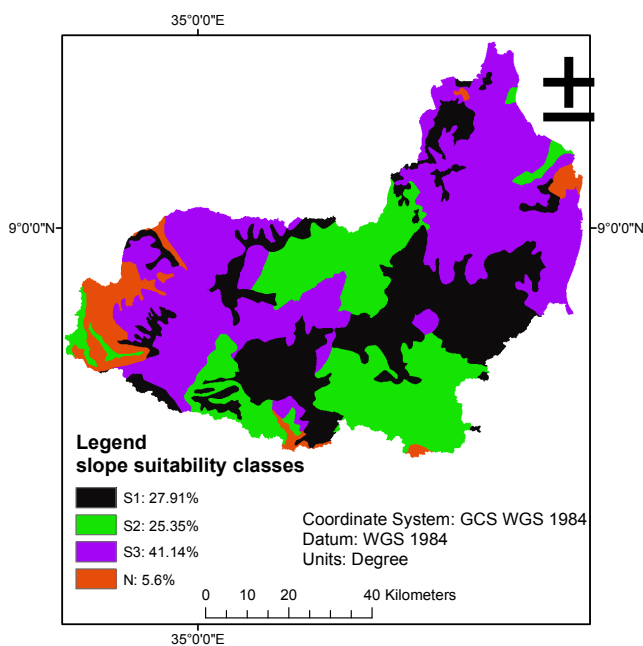 35°0'0"E
9°0'0"N
9°0'0"N
Legend
slope suitability classes
S1: 27.91%
S2: 25.35%
S3: 41.14%
N: 5.6%
Coordinate System: GCS WGS 1984
Datum: WGS 1984
Units: Degree
0 10 20 40 Kilometers
35°0'0"E